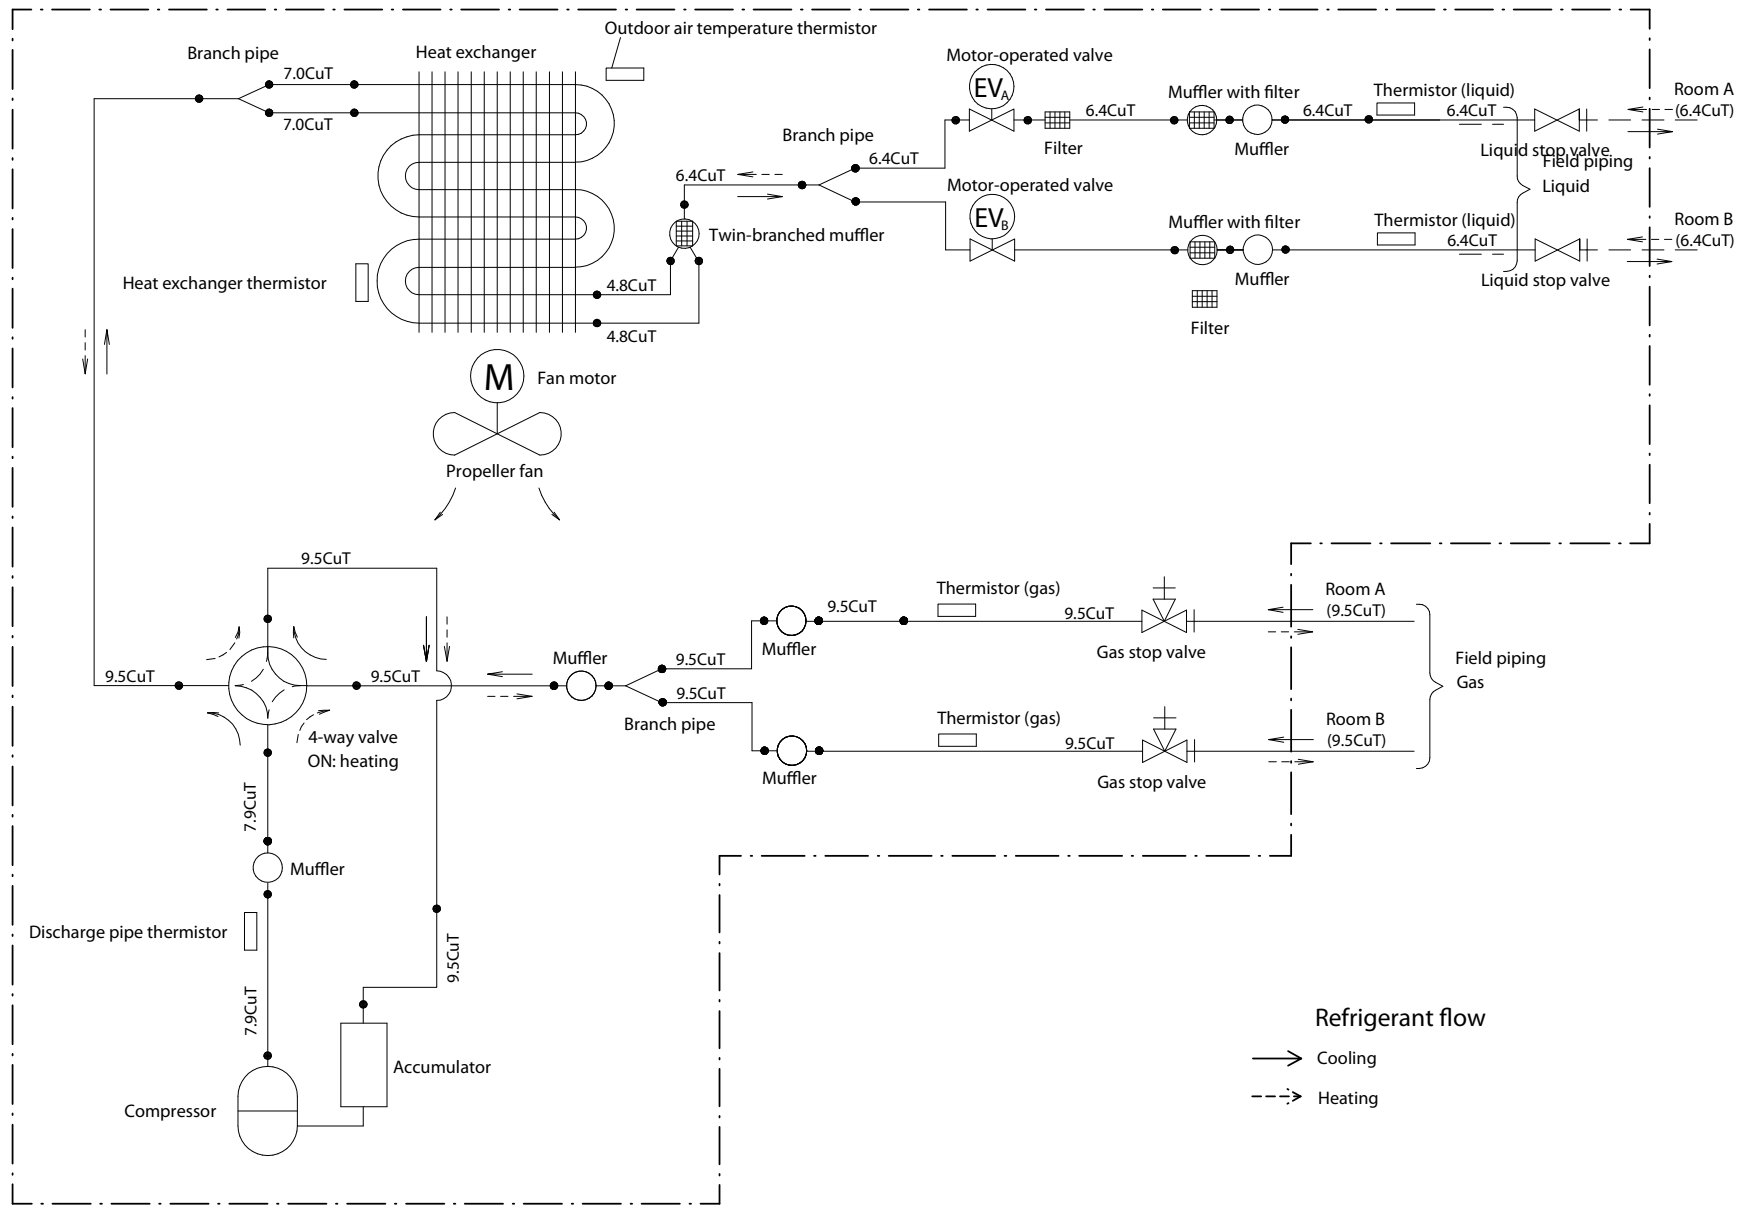 Outdoor air temperature thermistor
Branch pipe
Heat exchanger
7.0CuT
7.0CuT
Motor-operated valve
EVA
Muffler with filter
Thermistor (liquid)
Room A
(6.4CuT)
6.4CuT
6.4CuT
6.4CuT
Filter
Muffler
Liquid stop valve
Field piping
Liquid
Branch pipe
6.4CuT
6.4CuT
Motor-operated valve
EVB
Muffler with filter
Thermistor (liquid)
Room B
(6.4CuT)
6.4CuT
Twin-branched muffler
Muffler
Liquid stop valve
Heat exchanger thermistor
4.8CuT
4.8CuT
Filter
M
Fan motor
Propeller fan
9.5CuT
9.5CuT
9.5CuT
4-way valve
ON: heating
Muffler
Branch pipe
9.5CuT
9.5CuT
Muffler
9.5CuT
Thermistor (gas)
9.5CuT
Gas stop valve
Room A
(9.5CuT)
Muffler
Thermistor (gas)
9.5CuT
Gas stop valve
Room B
(9.5CuT)
Field piping
Gas
7.9CuT
Muffler
Discharge pipe thermistor
7.9CuT
9.5CuT
Accumulator
Compressor
Refrigerant flow
Cooling
Heating